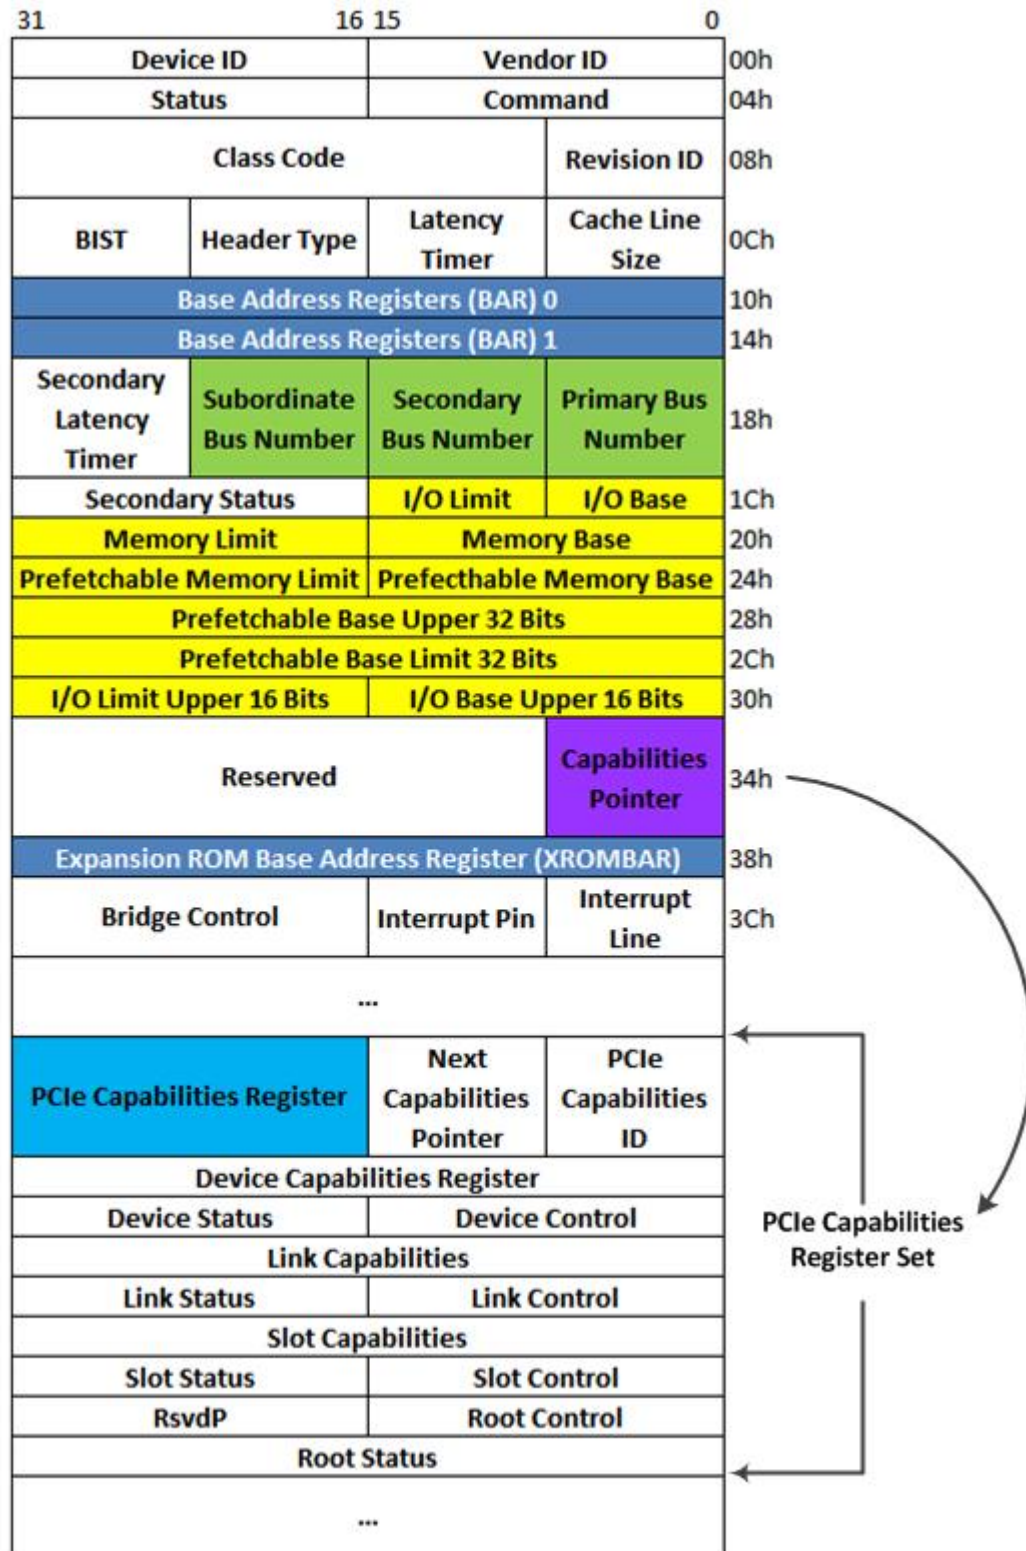 31 16 15 0
Device ID Vendor ID 00h
Status Command 04h
Class Code Revision ID 08h
BIST Header Type Latency Timer Cache Line Size 0Ch
Base Address Registers (BAR) 0 10h
Base Address Registers (BAR) 1 14h
Secondary Latency Timer Subordinate Bus Number Secondary Bus Number Primary Bus Number 18h
Secondary Status I/O Limit I/O Base 1Ch
Memory Limit Memory Base 20h
Prefetchable Memory Limit Prefecthable Memory Base 24h
Prefetchable Base Upper 32 Bits 28h
Prefetchable Base Limit 32 Bits 2Ch
I/O Limit Upper 16 Bits I/O Base Upper 16 Bits 30h
Reserved Capabilities Pointer 34h
Expansion ROM Base Address Register (XROMBAR) 38h
Bridge Control Interrupt Pin Interrupt Line 3Ch
...
PCIe Capabilities Register Next Capabilities Pointer PCIe Capabilities ID
Device Capabilities Register
Device Status Device Control
Link Capabilities
Link Status Link Control
Slot Capabilities
Slot Status Slot Control
RsvdP Root Control
Root Status
...
PCIe Capabilities
Register Set